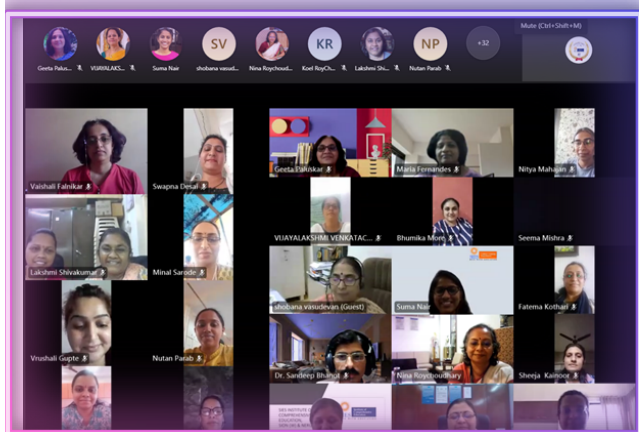 Mute (Ctrl+Shift+M)
SV
KR
NP
+32
Geeta Palus...
VIJAYALAKS...
Suma Nair
shobana vasud...
Nina Roychoud...
Koel RoyCh...
Lakshmi Shi...
Nutan Parab
Vaishali Falnikar
Swapna Desai
Geeta Paluskar
Maria Fernandes
Nitya Mahajan
VIJAYALAKSHMI VENKATAC...
Bhumika More
Seema Mishra
Lakshmi Shivakumar
Minal Sarode
shobana vasudevan (Guest)
Suma Nair
Fatema Kothari
Vrushali Gupte
Nutan Parab
Dr. Sandeep Bhanot
Nina Roychoudhary
Sheeja Kainoor